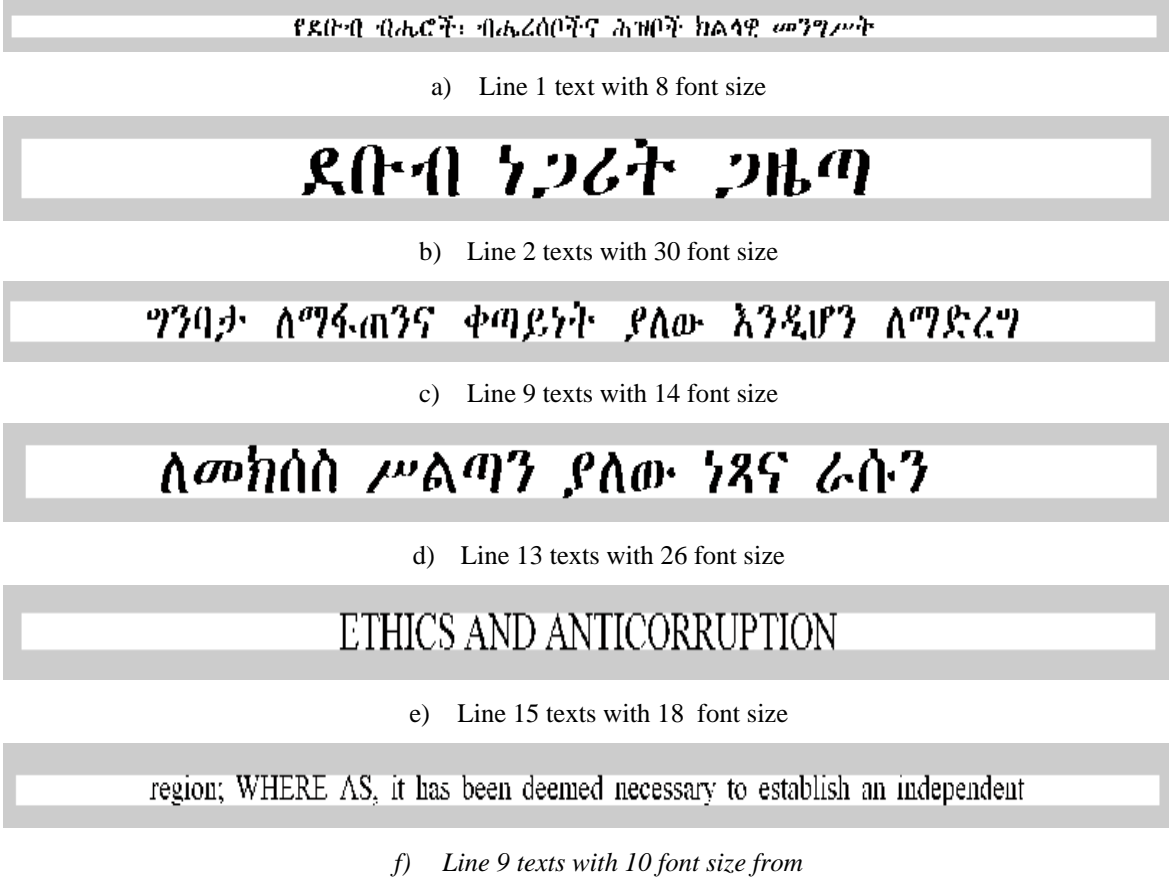 የደቡብ ብሔሮች፡ ብሔረሰቦችና ሕዝቦች ክልላዊ መንግሥት
a) Line 1 text with 8 font size
ደቡብ ነጋሪት ጋዜጣ
b) Line 2 texts with 30 font size
ግንባታ ለማፋጠንና ቀጣይነት ያለው እንዲሆን ለማድረግ
c) Line 9 texts with 14 font size
ለመክሰስ ሥልጣን ያለው ነጻና ራሱን
d) Line 13 texts with 26 font size
ETHICS AND ANTICORRUPTION
e) Line 15 texts with 18 font size
region; WHERE AS, it has been deemed necessary to establish an independent
f) Line 9 texts with 10 font size from